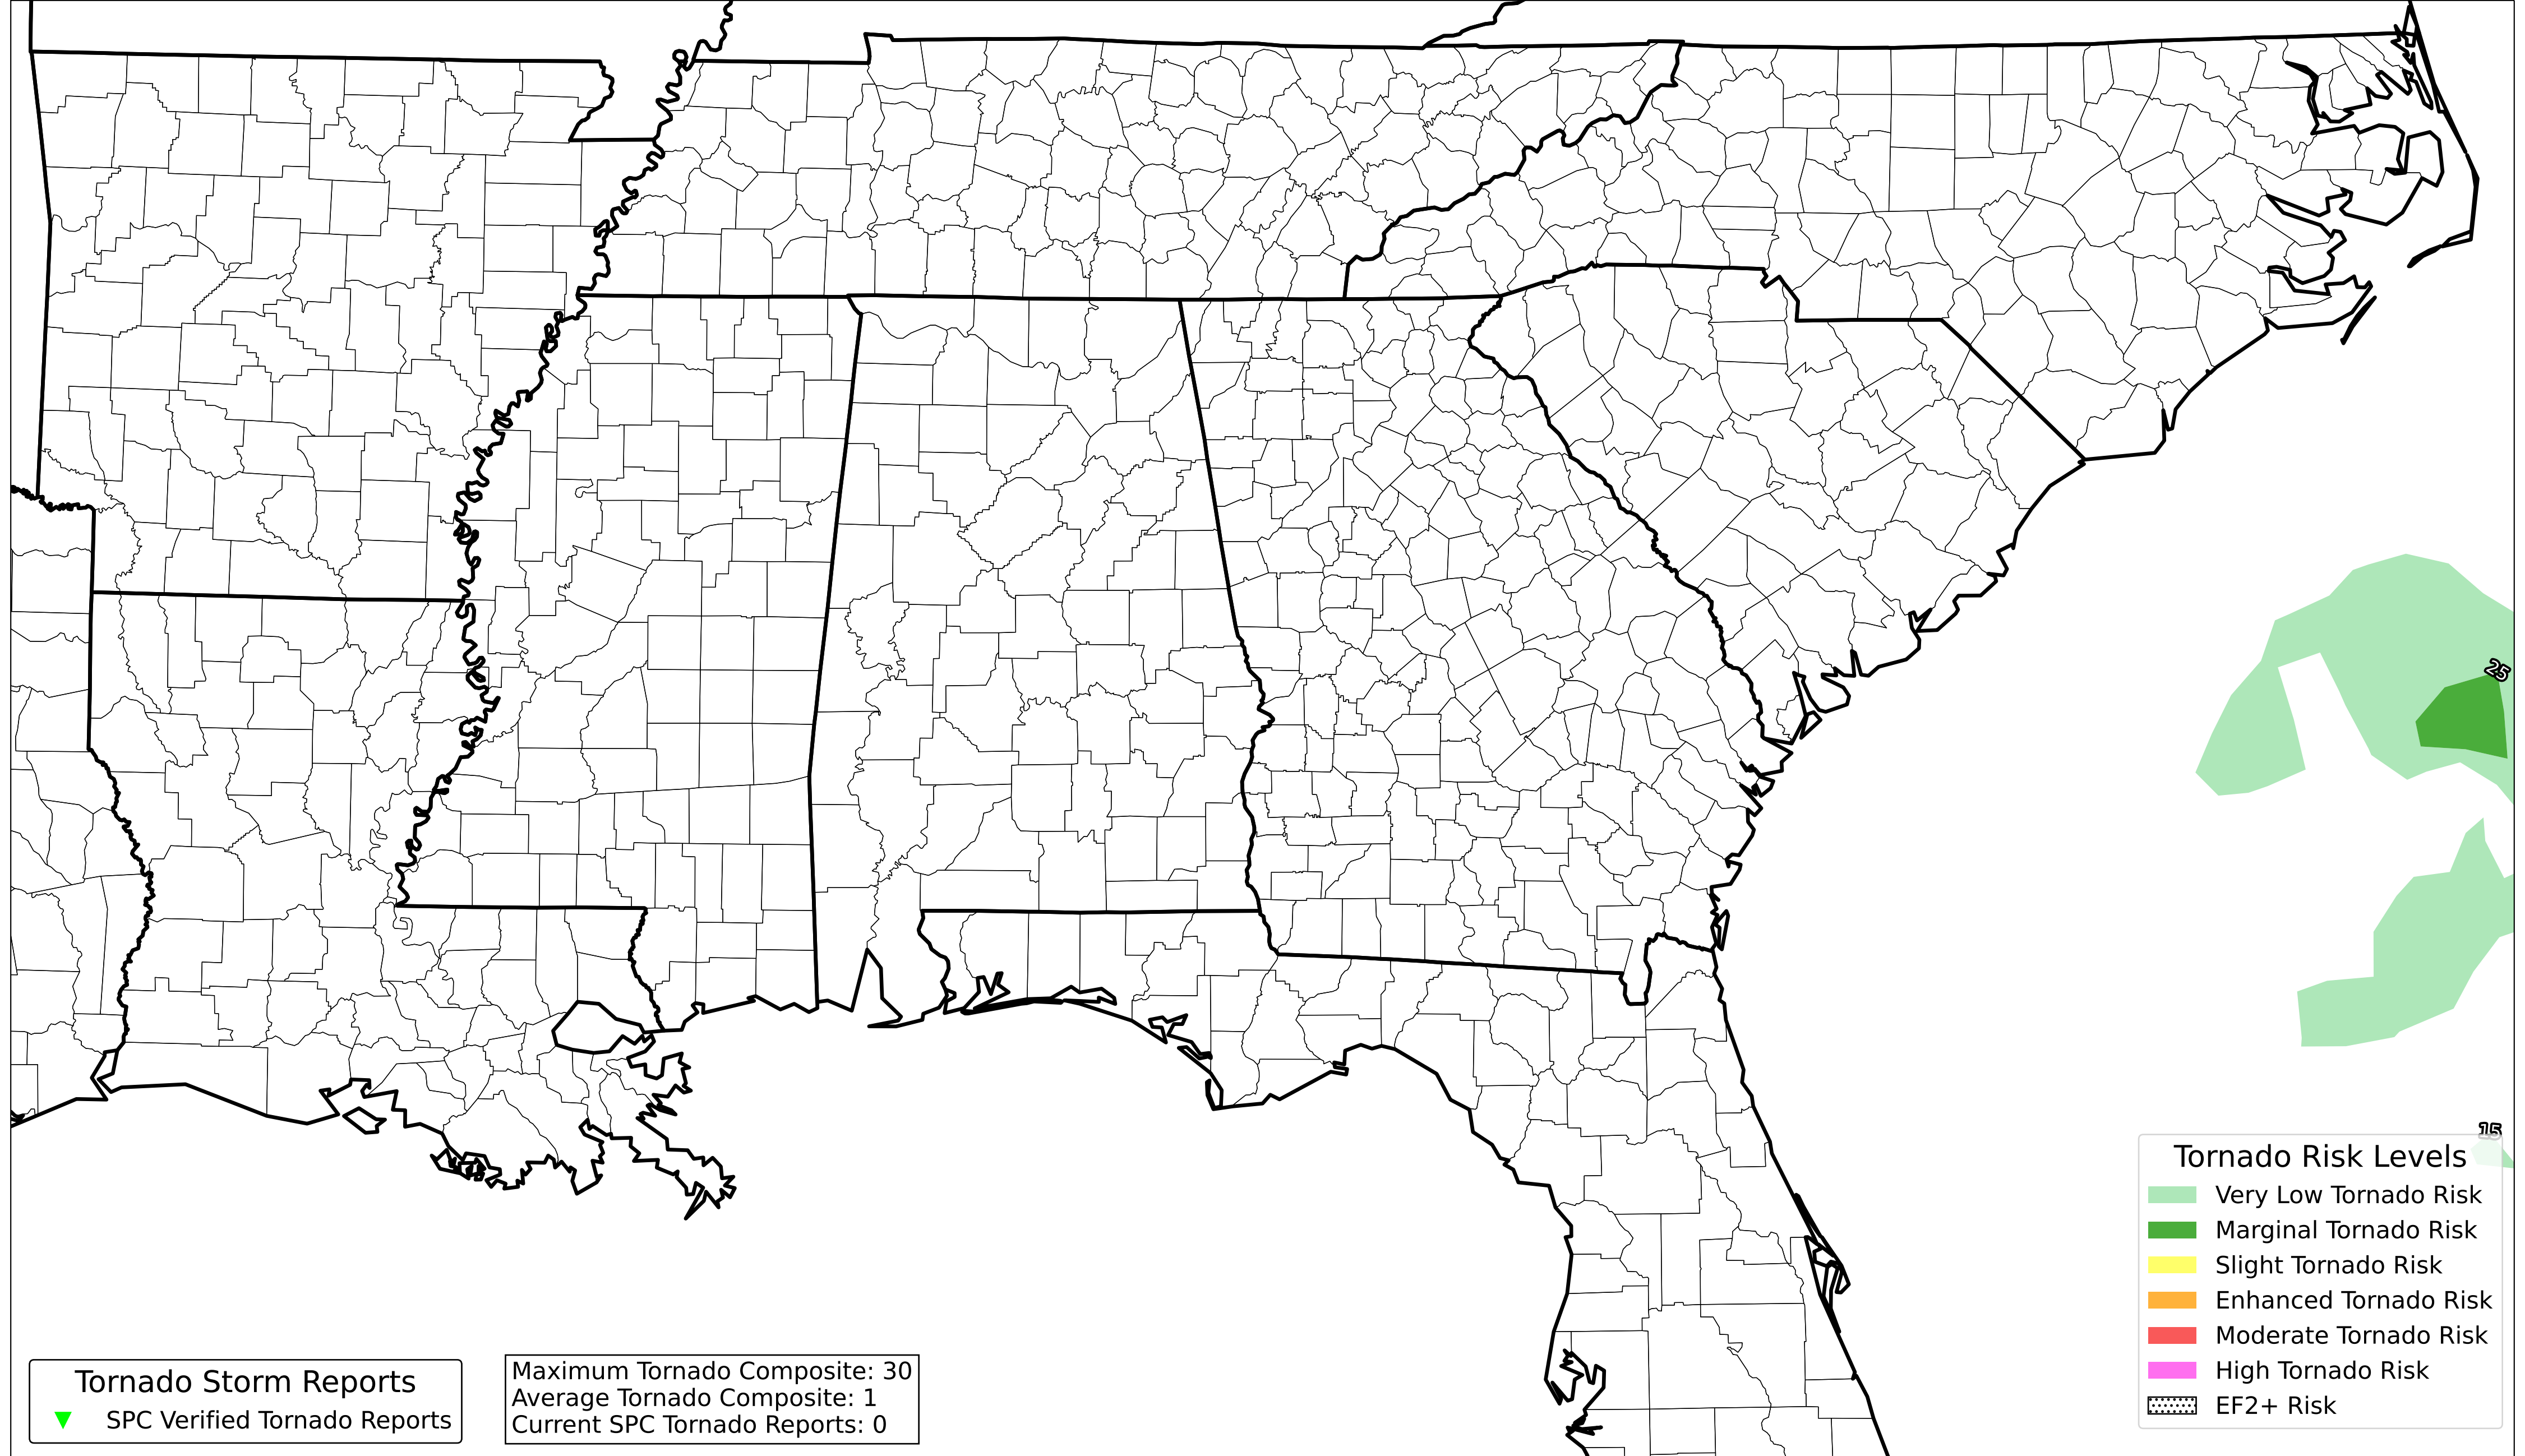 25
15
Tornado Risk Levels
Very Low Tornado Risk
Marginal Tornado Risk
Slight Tornado Risk
Enhanced Tornado Risk
Moderate Tornado Risk
High Tornado Risk
EF2+ Risk
Tornado Storm Reports
SPC Verified Tornado Reports
Maximum Tornado Composite: 30
Average Tornado Composite: 1
Current SPC Tornado Reports: 0